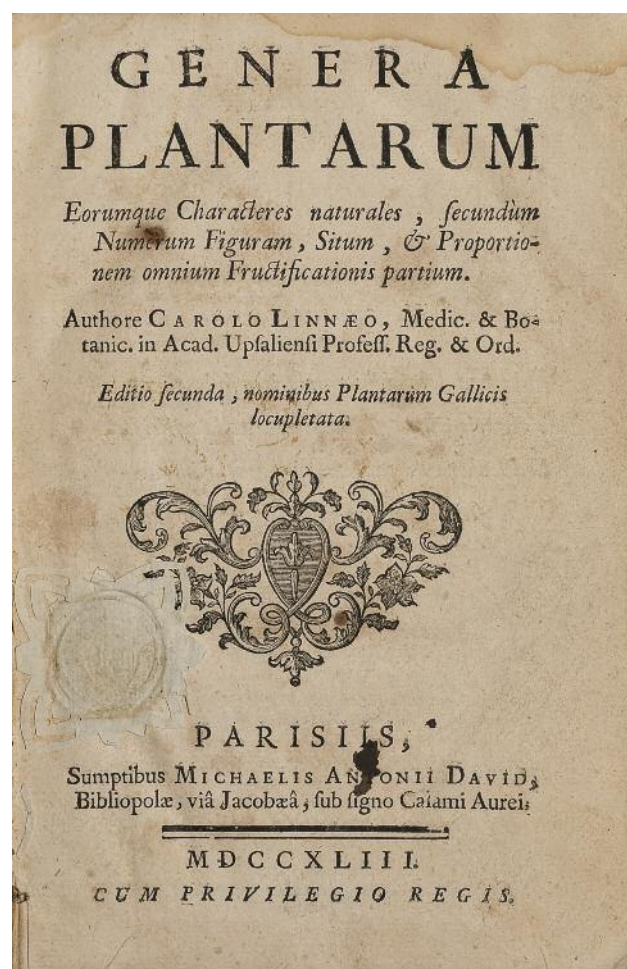 GENERA
PLANTARUM
Eorumque Characteres naturales, ſecundùm
Numerum Figuram, Situm, & Proportio-
nem omnium Fructificationis partium.
Authore CAROLO LINNÆO, Medic. & Bo-
tanic. in Acad. Upſalienſi Profeſſ. Reg. & Ord.
Editio ſecunda, nominibus Plantarum Gallicis
locupletata.
PARISIIS,
Sumptibus MICHAELIS ANTONII DAVID,
Bibliopolæ, viâ Jacobæâ, ſub ſigno Calami Aurei.
MDCCXLIII.
CUM PRIVILEGIO REGIS.